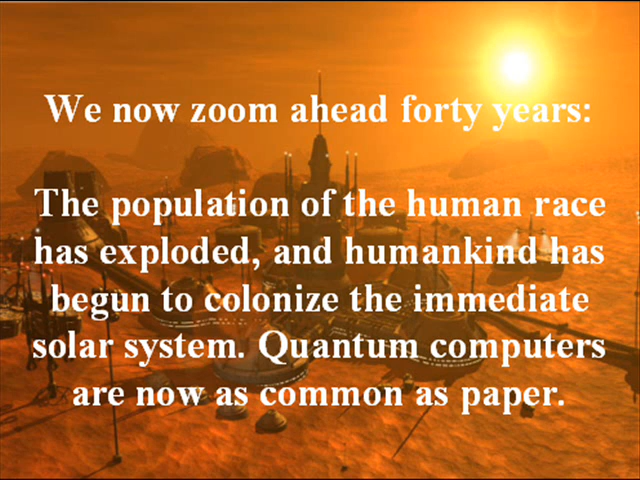 We now zoom ahead forty years:
The population of the human race
has exploded, and humankind has
begun to colonize the immediate
solar system. Quantum computers
are now as common as paper.